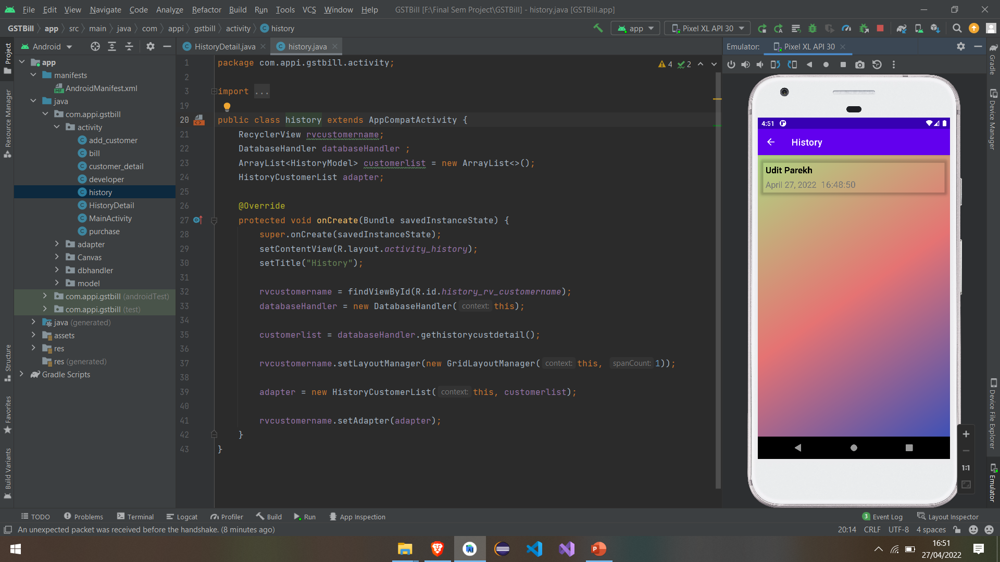 File Edit View Navigate Code Analyze Refactor Build Run Tools VCS Window Help GSTBill [F:\Final Sem Project\GSTBill] - history.java [GSTBill.app]
GSTBill app src main java com appi gstbill activity history app Pixel XL API 30
Project
Resource Manager
Structure
Favorites
Build Variants
Android
app
manifests
AndroidManifest.xml
java
com.appi.gstbill
activity
add_customer
bill
customer_detail
developer
history
HistoryDetail
MainActivity
purchase
adapter
Canvas
dbhandler
model
com.appi.gstbill (androidTest)
com.appi.gstbill (test)
java (generated)
assets
res
res (generated)
Gradle Scripts
HistoryDetail.java history.java
4 2
1 package com.appi.gstbill.activity;
2
3 import ...
19
20 public class history extends AppCompatActivity {
21 RecyclerView rvcustomername;
22 DatabaseHandler databaseHandler ;
23 ArrayList<HistoryModel> customerlist = new ArrayList<>();
24 HistoryCustomerList adapter;
25
26 @Override
27 protected void onCreate(Bundle savedInstanceState) {
28 super.onCreate(savedInstanceState);
29 setContentView(R.layout.activity_history);
30 setTitle("History");
31
32 rvcustomername = findViewById(R.id.history_rv_customername);
33 databaseHandler = new DatabaseHandler( context: this);
34
35 customerlist = databaseHandler.gethistorycustdetail();
36
37 rvcustomername.setLayoutManager(new GridLayoutManager( context: this, spanCount: 1));
38
39 adapter = new HistoryCustomerList( context: this, customerlist);
40
41 rvcustomername.setAdapter(adapter);
42 }
43 }
Emulator: Pixel XL API 30
4:51
History
Udit Parekh
April 27, 2022 16:48:50
1:1
Gradle
Device Manager
Device File Explorer
Emulator
TODO Problems Terminal Logcat Profiler Build Run App Inspection 3 Event Log Layout Inspector
An unexpected packet was received before the handshake. (8 minutes ago) 20:14 CRLF UTF-8 4 spaces
16:51
27/04/2022